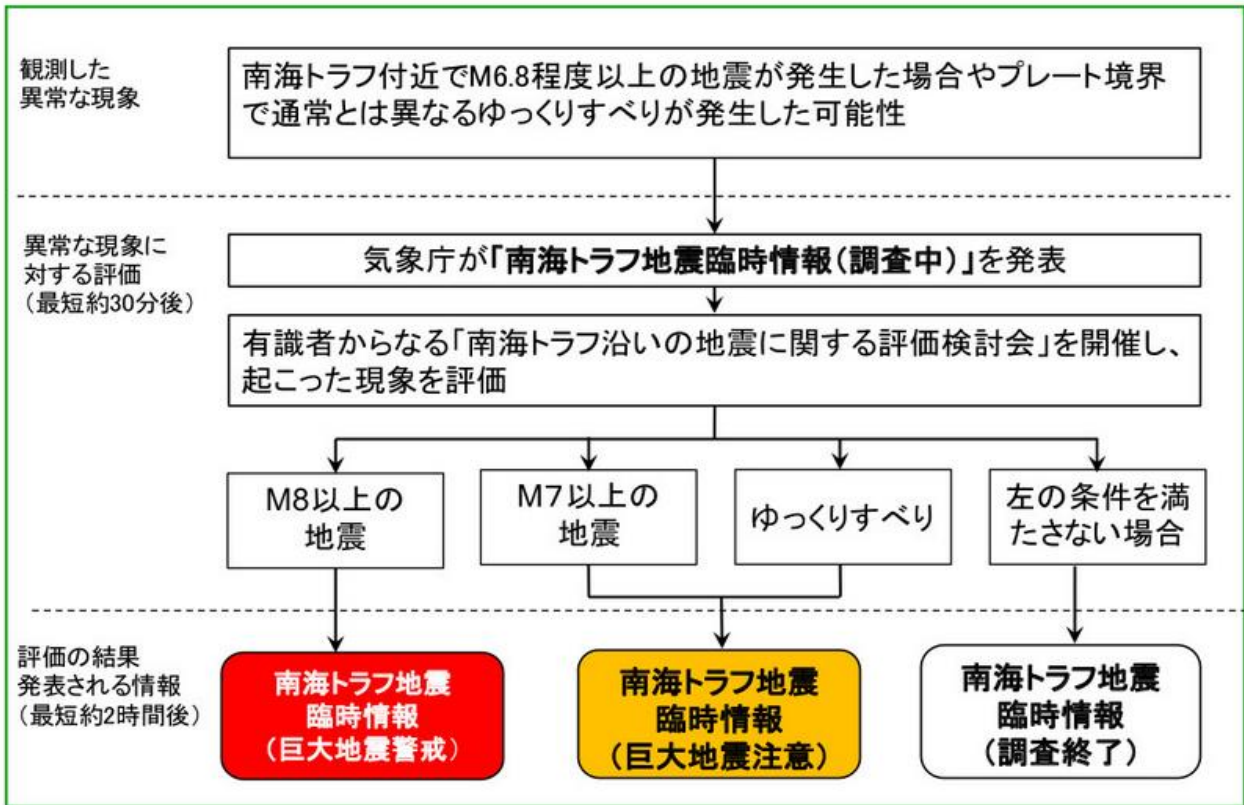 観測した
異常な現象
南海トラフ付近でM6.8程度以上の地震が発生した場合やプレート境界
で通常とは異なるゆっくりすべりが発生した可能性
異常な現象に
対する評価
(最短約30分後)
気象庁が「南海トラフ地震臨時情報(調査中)」を発表
有識者からなる「南海トラフ沿いの地震に関する評価検討会」を開催し、
起こった現象を評価
M8以上の
地震
M7以上の
地震
ゆっくりすべり
左の条件を満
たさない場合
評価の結果
発表される情報
(最短約2時間後)
南海トラフ地震
臨時情報
(巨大地震警戒)
南海トラフ地震
臨時情報
(巨大地震注意)
南海トラフ地震
臨時情報
(調査終了)